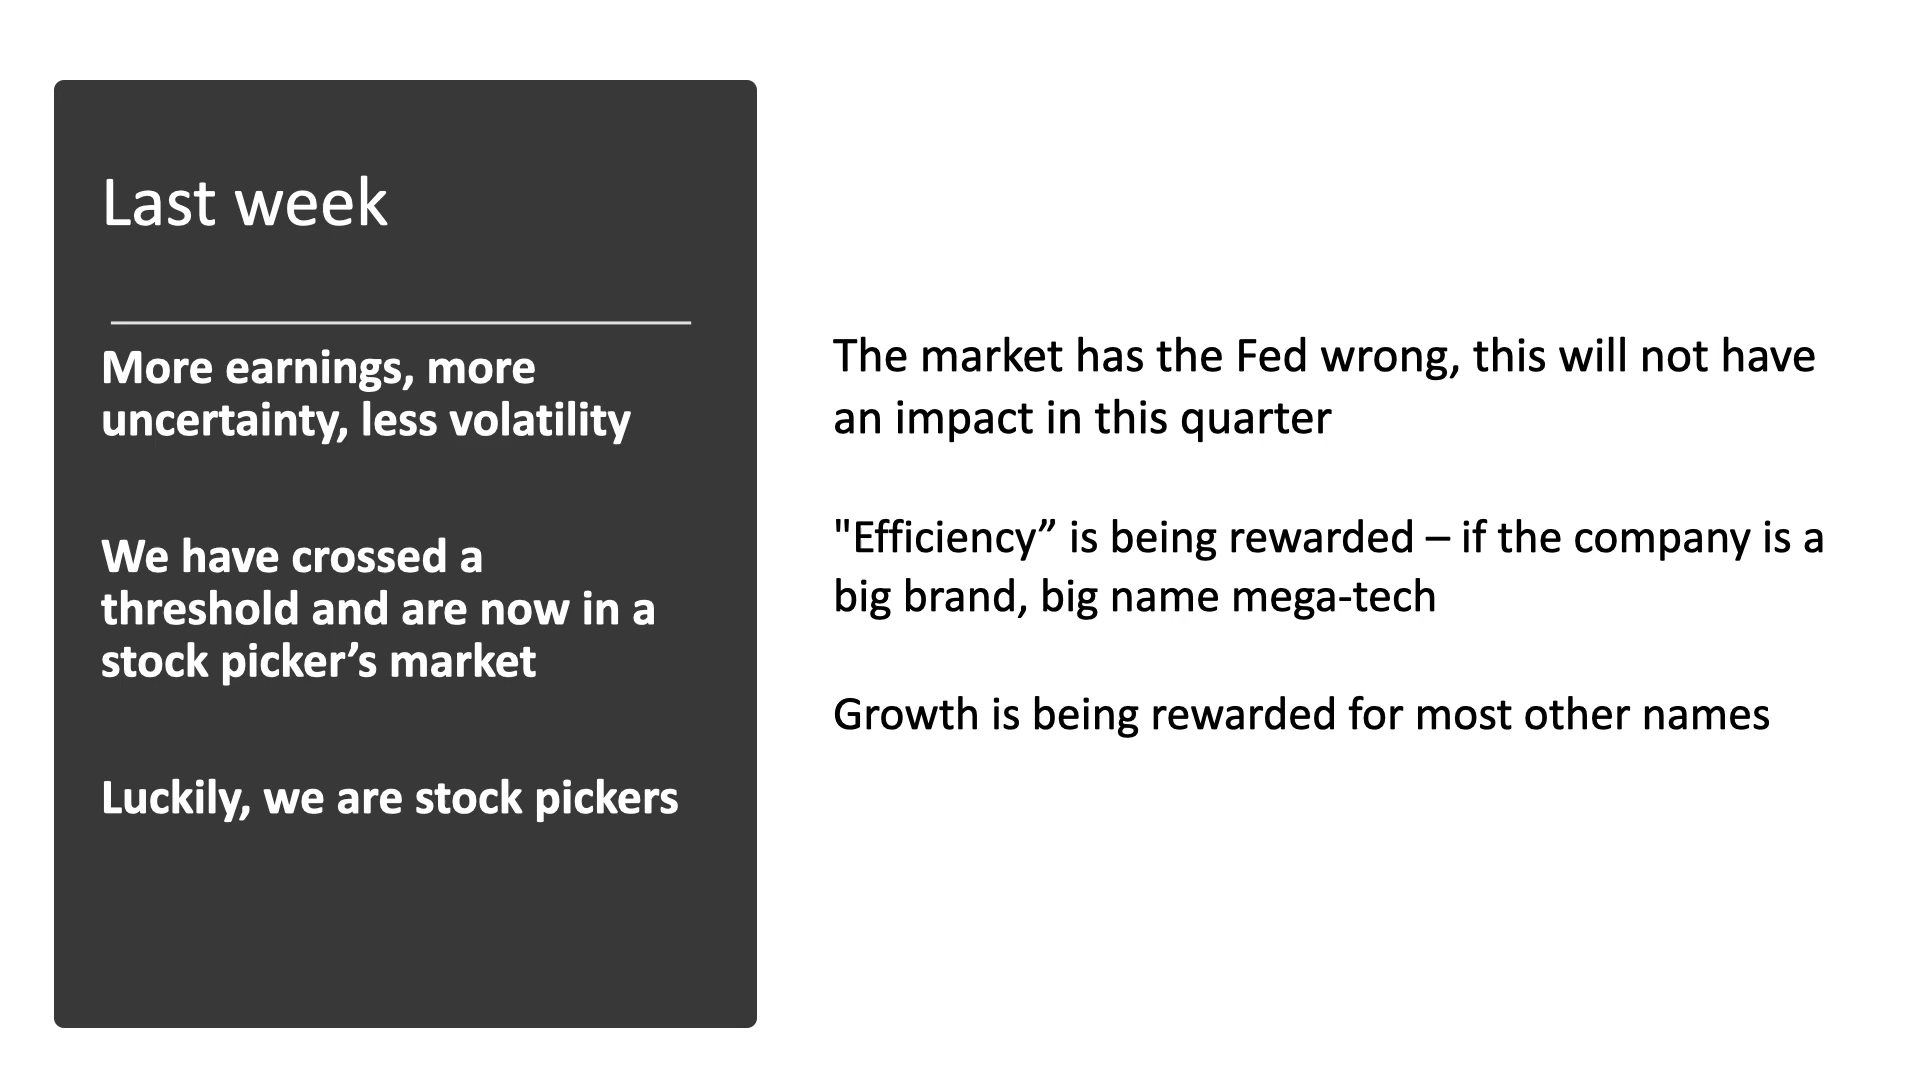 Last week
More earnings, more
uncertainty, less volatility
We have crossed a
threshold and are now in a
stock picker’s market
Luckily, we are stock pickers
The market has the Fed wrong, this will not have
an impact in this quarter
"Efficiency” is being rewarded – if the company is a
big brand, big name mega-tech
Growth is being rewarded for most other names